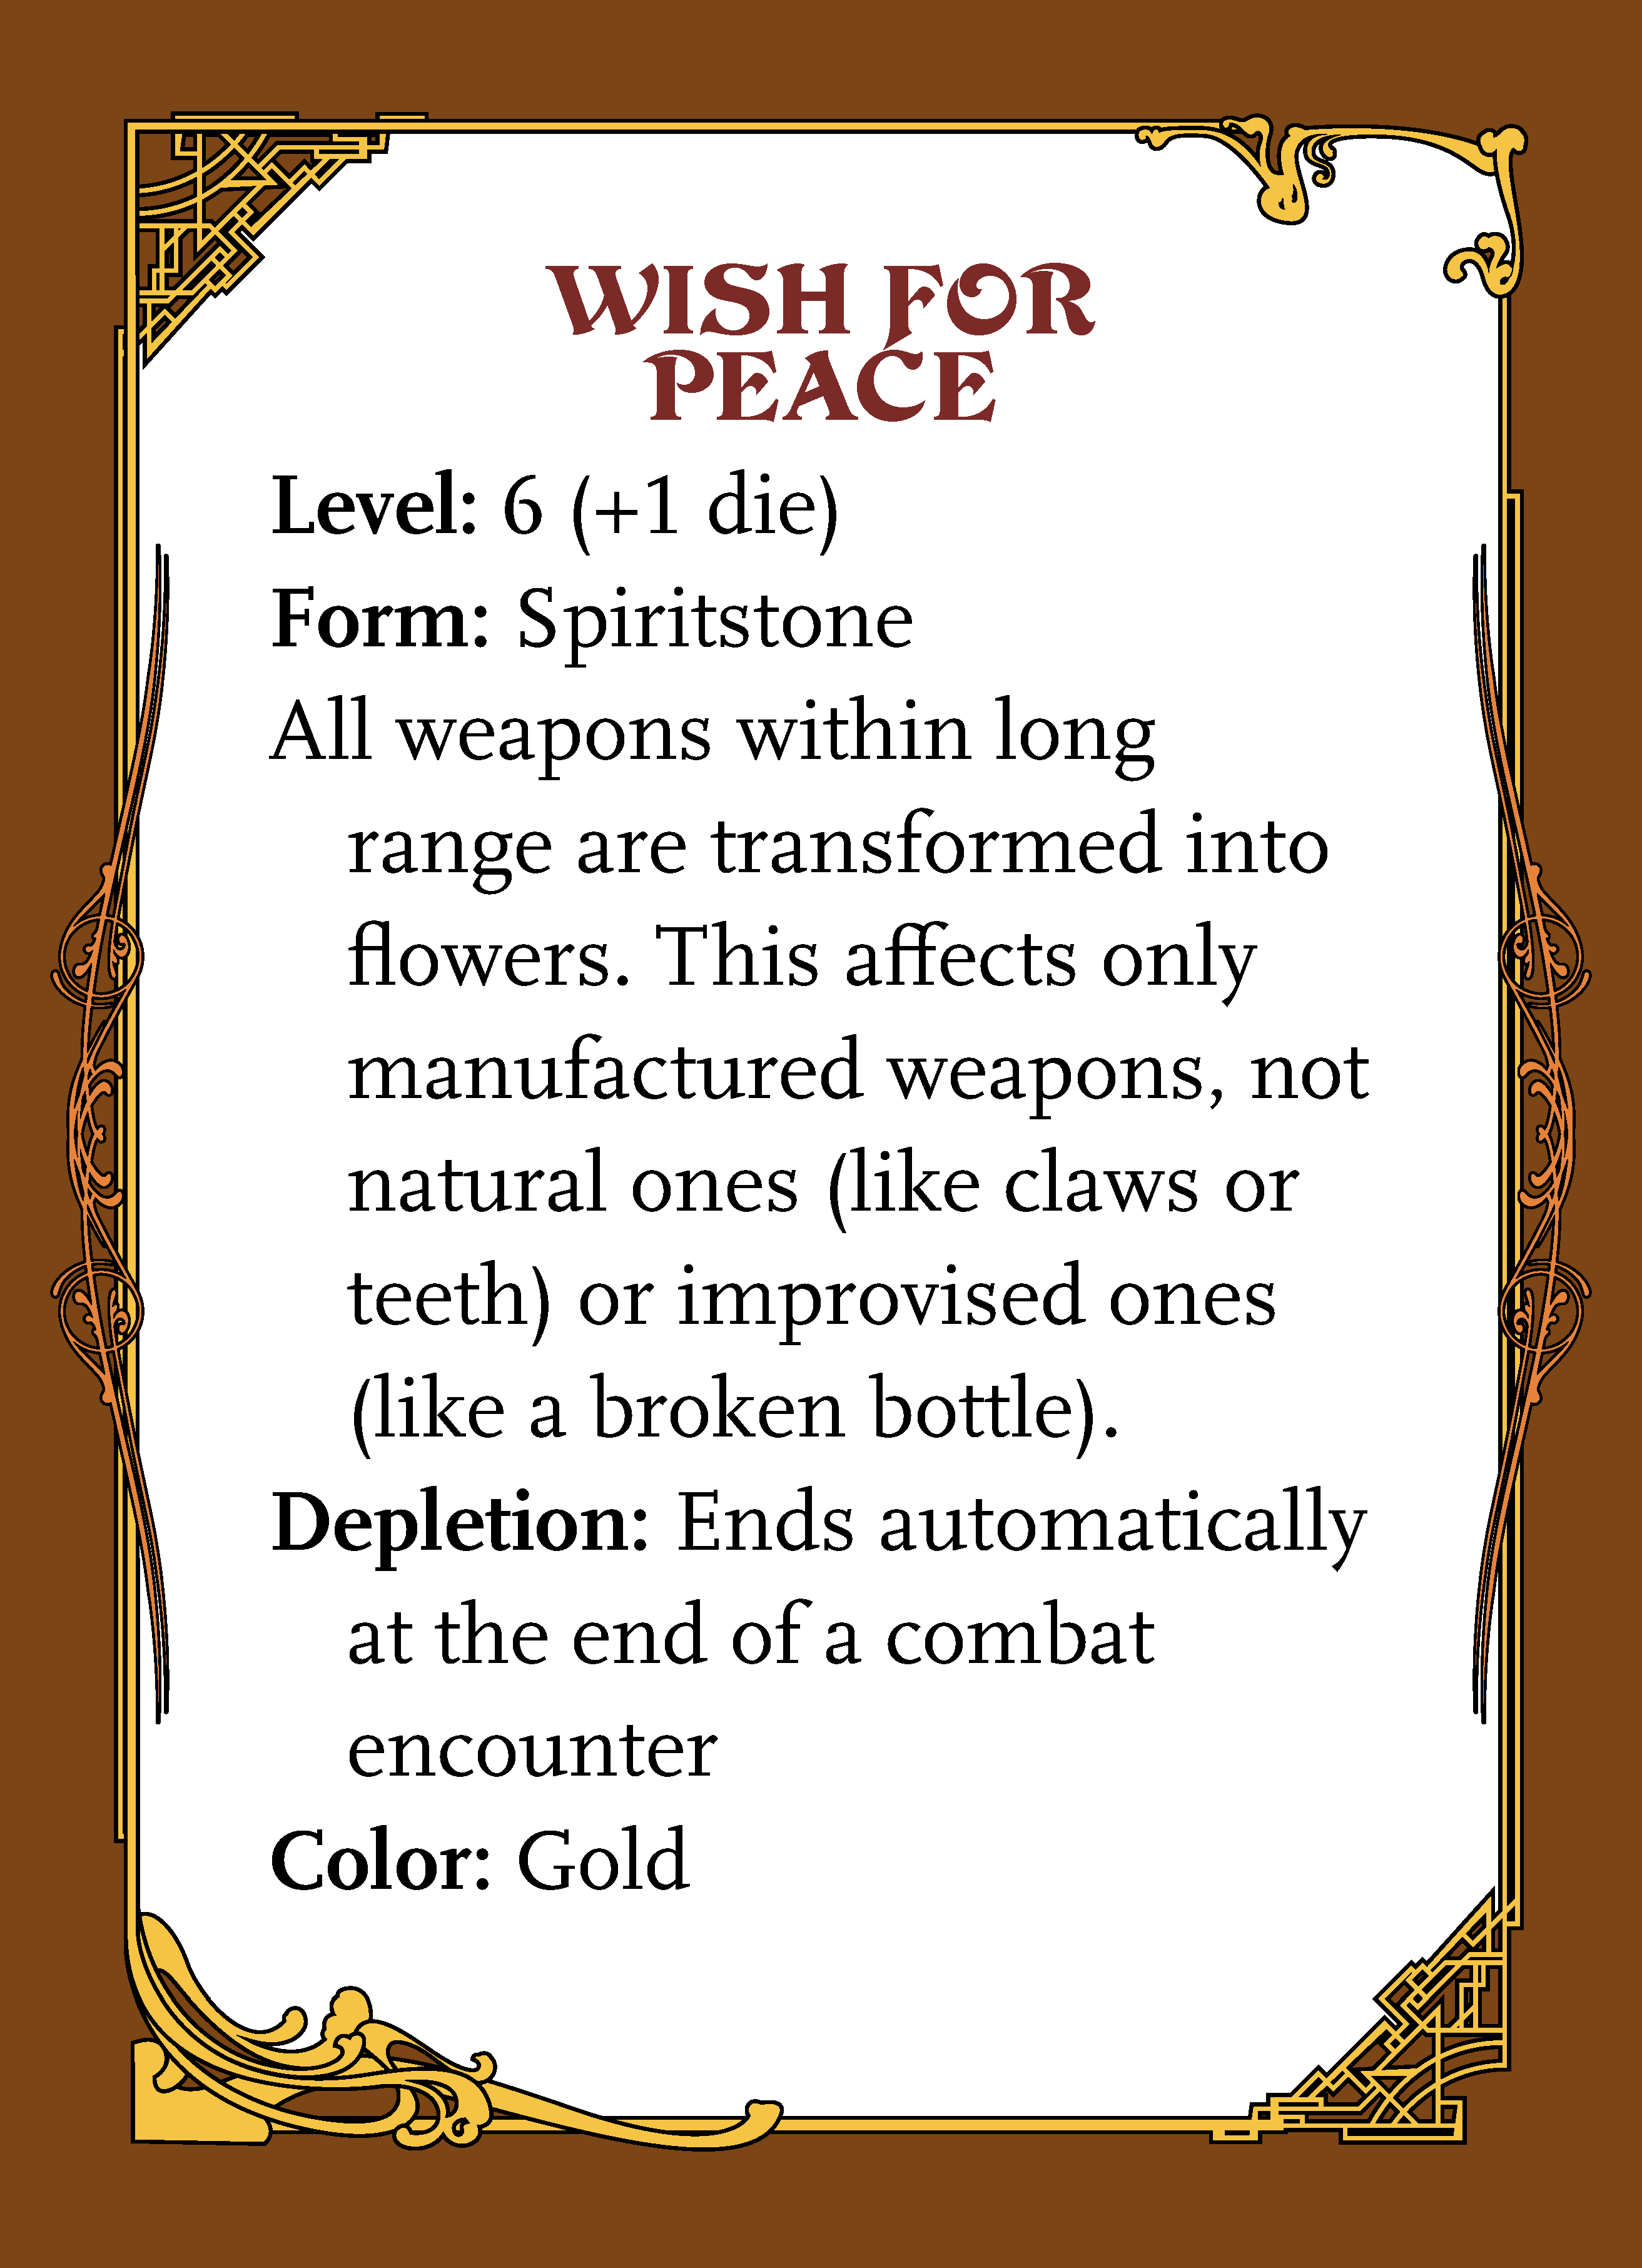 WISH FOR
PEACE
Level: 6 (+1 die)
Form: Spiritstone
All weapons within long
range are transformed into
flowers. This affects only
manufactured weapons, not
natural ones (like claws or
teeth) or improvised ones
(like a broken bottle).
Depletion: Ends automatically
at the end of a combat
encounter
Color: Gold